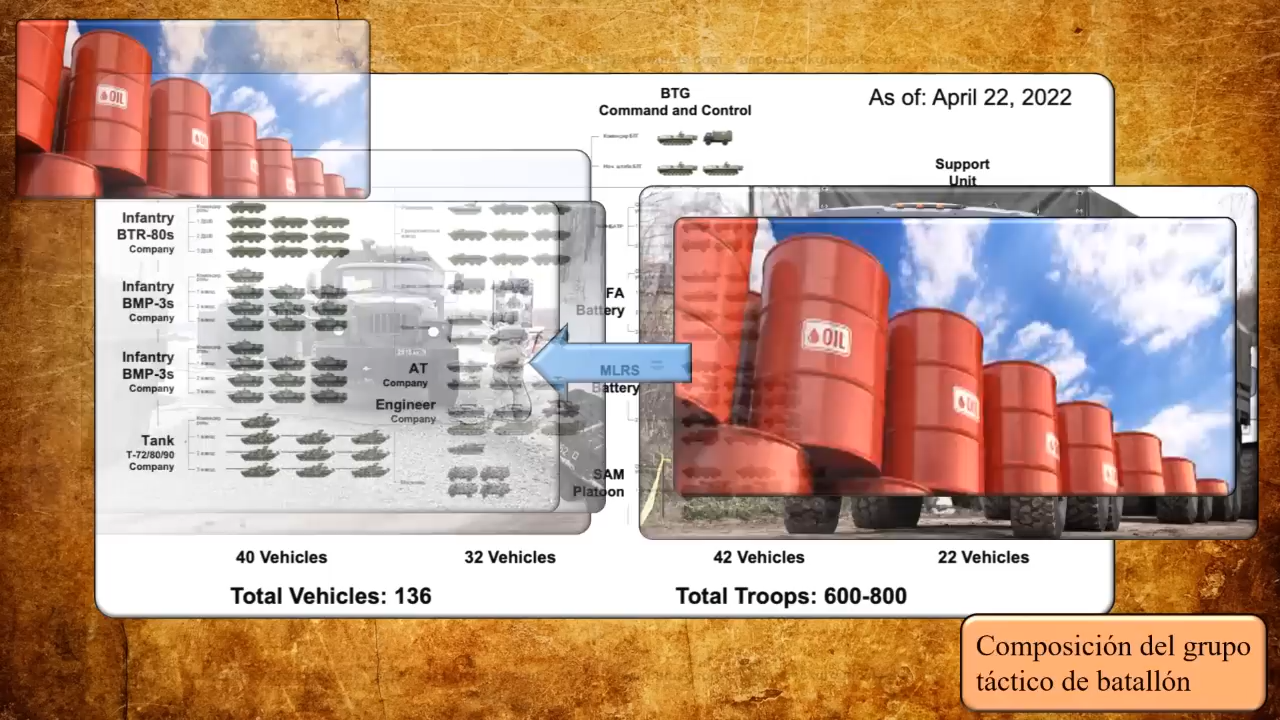 BTG
Command and Control
As of: April 22, 2022
Support
Unit
OIL
OIL
Infantry
BTR-80s
Company
Infantry
BMP-3s
Company
Infantry
BMP-3s
Company
Tank
T-72/80/90
Company
AT
Company
Engineer
Company
FA
Battery
MLRS
Battery
SAM
Platoon
OIL
OIL
40 Vehicles
32 Vehicles
42 Vehicles
22 Vehicles
Total Vehicles: 136
Total Troops: 600-800
Composición del grupo
táctico de batallón